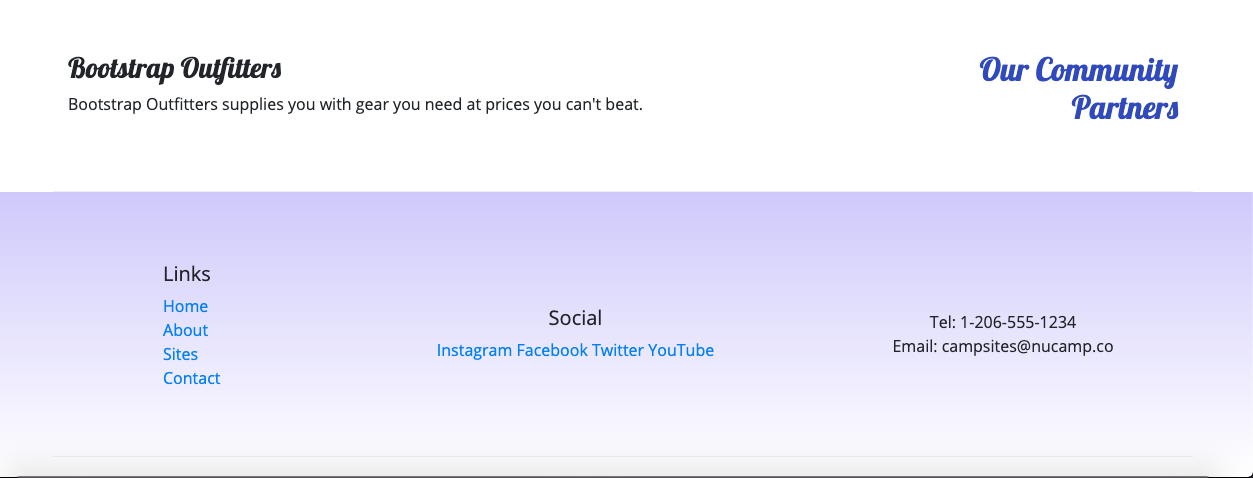 Bootstrap Outfitters
Bootstrap Outfitters supplies you with gear you need at prices you can't beat.
Our Community
Partners
Links
Home
About
Sites
Contact
Social
Instagram Facebook Twitter YouTube
Tel: 1-206-555-1234
Email: campsites@nucamp.co